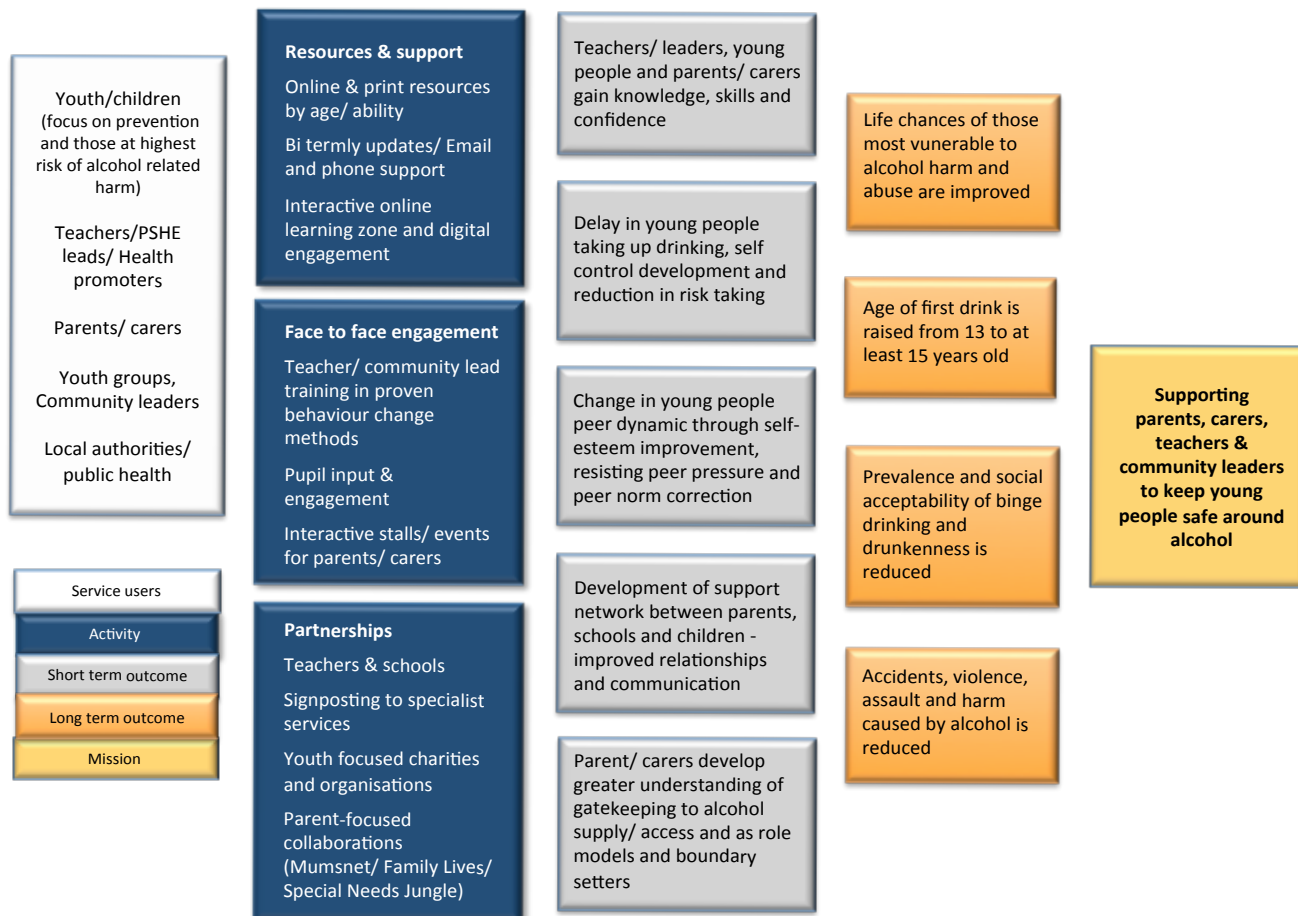 Youth/children
(focus on prevention
and those at highest
risk of alcohol related
harm)
Teachers/PSHE
leads/ Health
promoters
Parents/ carers
Youth groups,
Community leaders
Local authorities/
public health
Service users
Activity
Short term outcome
Long term outcome
Mission
Resources & support
Online & print resources
by age/ ability
Bi termly updates/ Email
and phone support
Interactive online
learning zone and digital
engagement
Face to face engagement
Teacher/ community lead
training in proven
behaviour change
methods
Pupil input &
engagement
Interactive stalls/ events
for parents/ carers
Partnerships
Teachers & schools
Signposting to specialist
services
Youth focused charities
and organisations
Parent-focused
collaborations
(Mumsnet/ Family Lives/
Special Needs Jungle)
Teachers/ leaders, young
people and parents/ carers
gain knowledge, skills and
confidence
Delay in young people
taking up drinking, self
control development and
reduction in risk taking
Change in young people
peer dynamic through self-
esteem improvement,
resisting peer pressure and
peer norm correction
Development of support
network between parents,
schools and children -
improved relationships
and communication
Parent/ carers develop
greater understanding of
gatekeeping to alcohol
supply/ access and as role
models and boundary
setters
Life chances of those
most vunerable to
alcohol harm and
abuse are improved
Age of first drink is
raised from 13 to at
least 15 years old
Prevalence and social
acceptability of binge
drinking and
drunkenness is
reduced
Accidents, violence,
assault and harm
caused by alcohol is
reduced
Supporting
parents, carers,
teachers &
community leaders
to keep young
people safe around
alcohol